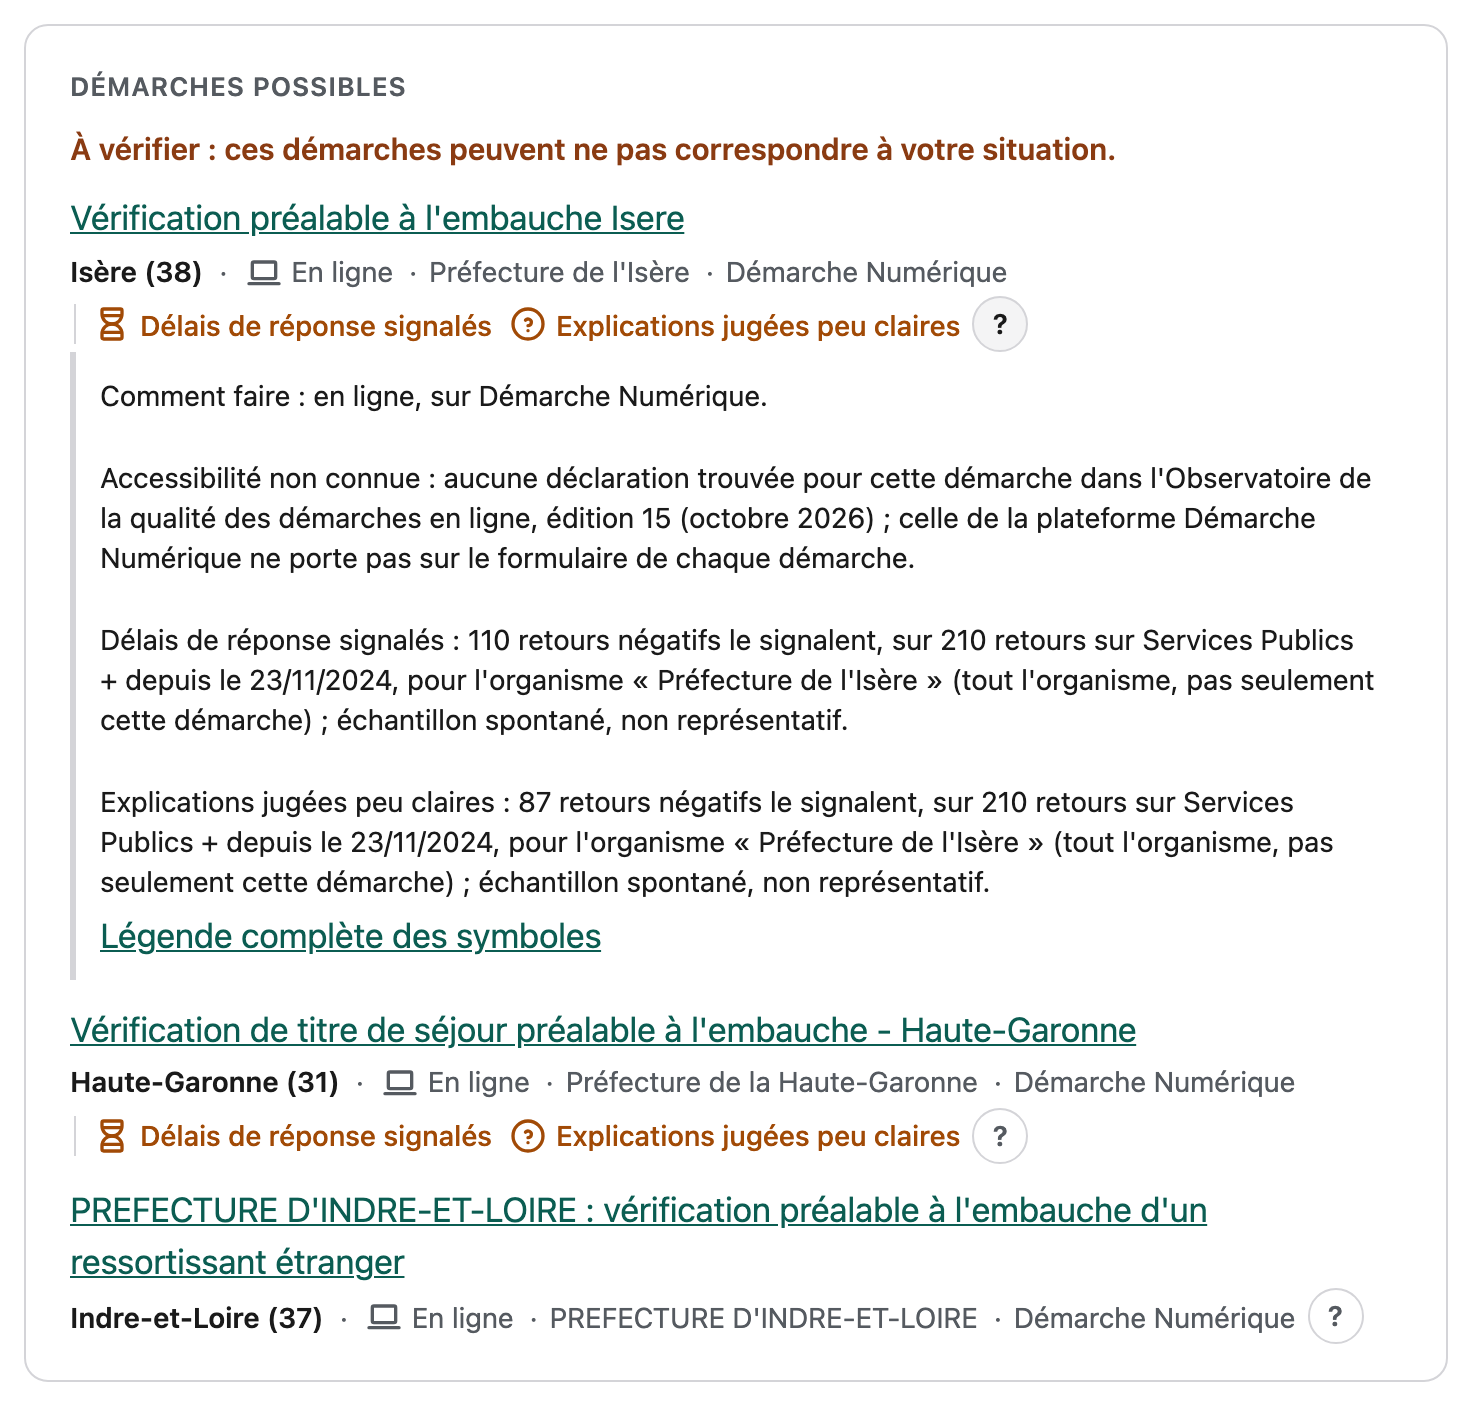 DÉMARCHES POSSIBLES
À vérifier : ces démarches peuvent ne pas correspondre à votre situation.
Vérification préalable à l'embauche Isere
Isère (38) · En ligne · Préfecture de l'Isère · Démarche Numérique
Délais de réponse signalés ? Explications jugées peu claires ?
Comment faire : en ligne, sur Démarche Numérique.
Accessibilité non connue : aucune déclaration trouvée pour cette démarche dans l'Observatoire de
la qualité des démarches en ligne, édition 15 (octobre 2026) ; celle de la plateforme Démarche
Numérique ne porte pas sur le formulaire de chaque démarche.
Délais de réponse signalés : 110 retours négatifs le signalent, sur 210 retours sur Services Publics
+ depuis le 23/11/2024, pour l'organisme « Préfecture de l'Isère » (tout l'organisme, pas seulement
cette démarche) ; échantillon spontané, non représentatif.
Explications jugées peu claires : 87 retours négatifs le signalent, sur 210 retours sur Services
Publics + depuis le 23/11/2024, pour l'organisme « Préfecture de l'Isère » (tout l'organisme, pas
seulement cette démarche) ; échantillon spontané, non représentatif.
Légende complète des symboles
Vérification de titre de séjour préalable à l'embauche - Haute-Garonne
Haute-Garonne (31) · En ligne · Préfecture de la Haute-Garonne · Démarche Numérique
Délais de réponse signalés ? Explications jugées peu claires ?
PREFECTURE D'INDRE-ET-LOIRE : vérification préalable à l'embauche d'un
ressortissant étranger
Indre-et-Loire (37) · En ligne · PREFECTURE D'INDRE-ET-LOIRE · Démarche Numérique ?